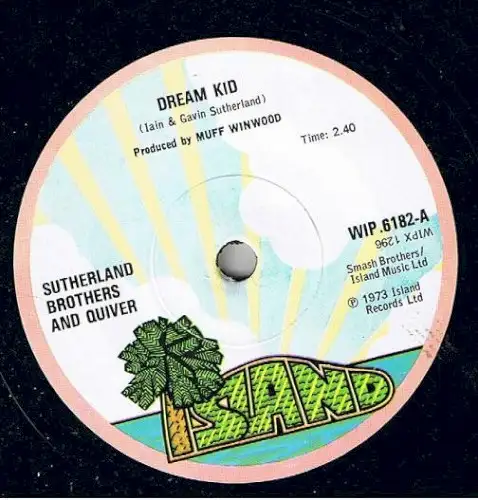 DREAM KID
(Iain & Gavin Sutherland)
Produced by MUFF WINWOOD
Time: 2.40
WIP.6182-A
WIPX 1296
Smash Brothers/
Island Music Ltd
℗ 1973 Island
Records Ltd
SUTHERLAND
BROTHERS
AND QUIVER
ISLAND